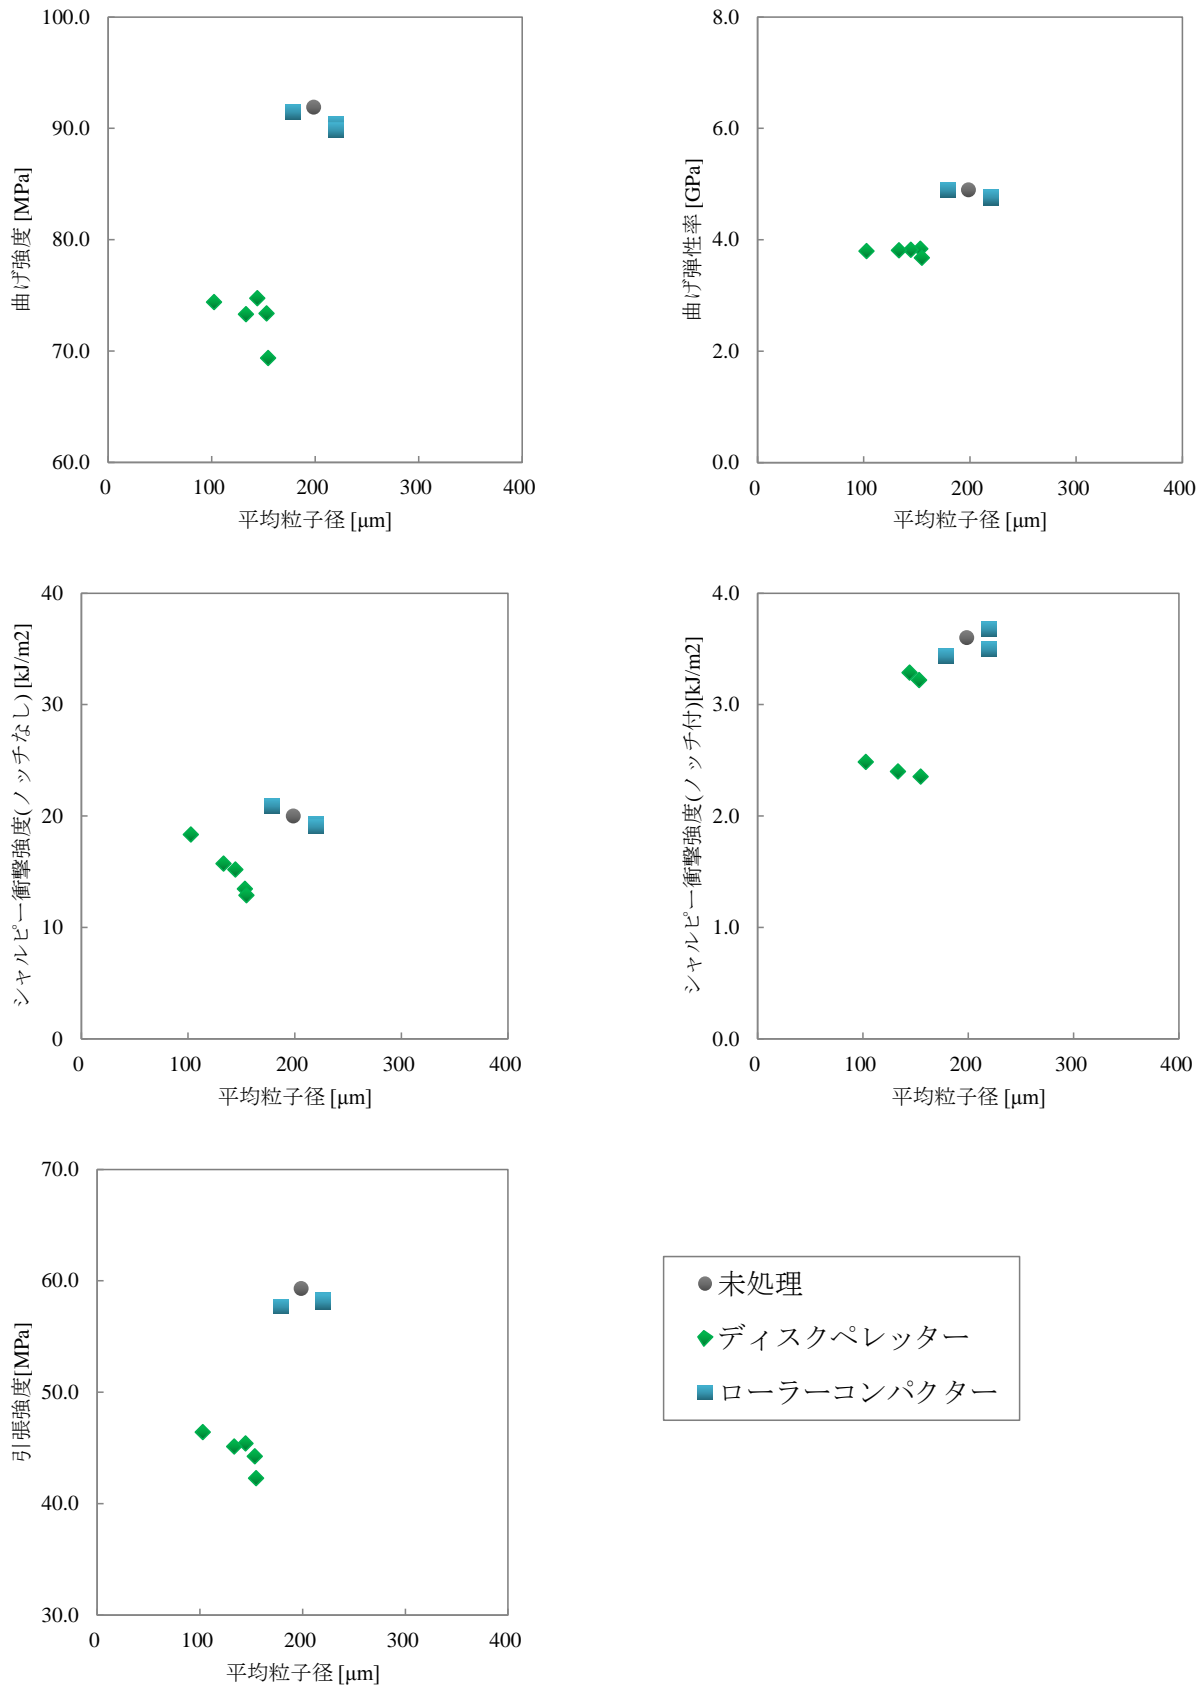 100.0
90.0
80.0
70.0
60.0
0 100 200 300 400
平均粒子径 [μm]
曲げ強度 [MPa]
8.0
6.0
4.0
2.0
0.0
0 100 200 300 400
平均粒子径 [μm]
曲げ弾性率 [GPa]
40
30
20
10
0
0 100 200 300 400
平均粒子径 [μm]
シャルピー衝撃強度(ノッチなし) [kJ/m2]
4.0
3.0
2.0
1.0
0.0
0 100 200 300 400
平均粒子径 [μm]
シャルピー衝撃強度(ノッチ付)[kJ/m2]
70.0
60.0
50.0
40.0
30.0
0 100 200 300 400
平均粒子径 [μm]
引張強度[MPa]
未処理
ディスクペレッター
ローラーコンパクター